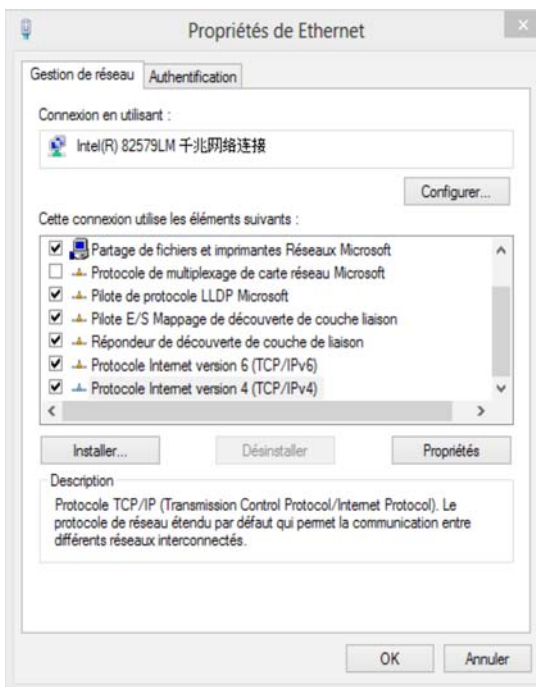 Propriétés de Ethernet
Gestion de réseau
Authentification
Connexion en utilisant :
Intel(R) 82579LM 千兆网络连接
Configurer...
Cette connexion utilise les éléments suivants :
Partage de fichiers et imprimantes Réseaux Microsoft
Protocole de multiplexage de carte réseau Microsoft
Pilote de protocole LLDP Microsoft
Pilote E/S Mappage de découverte de couche liaison
Répondeur de découverte de couche de liaison
Protocole Internet version 6 (TCP/IPv6)
Protocole Internet version 4 (TCP/IPv4)
Installer...
Désinstaller
Propriétés
Description
Protocole TCP/IP (Transmission Control Protocol/Internet Protocol). Le
protocole de réseau étendu par défaut qui permet la communication entre
différents réseaux interconnectés.
OK
Annuler